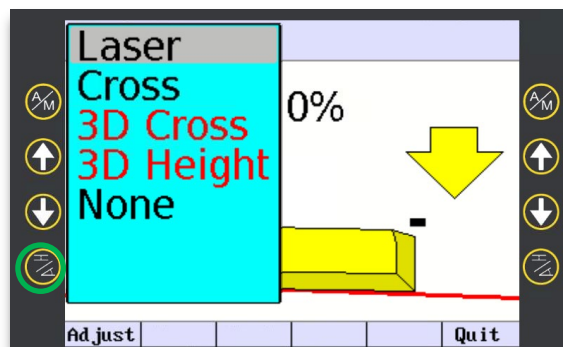 Laser
Cross
3D Cross
3D Height
None
0%
A/M
A/M
H/∠
H/∠
Adjust
Quit